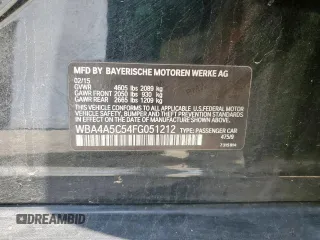 MFD BY BAYERISCHE MOTOREN WERKE AG
02/15
GVWR 4605 lbs 2089 kg
GAWR FRONT 2050 lbs 930 kg
GAWR REAR 2665 lbs 1209 kg
THIS VEHICLE CONFORMS TO ALL APPLICABLE U.S. FEDERAL MOTOR
VEHICLE SAFETY, BUMPER AND THEFT PREVENTION STANDARDS
IN EFFECT ON THE DATE OF MANUFACTURE SHOWN ABOVE.
WBA4A5C54FG051212 TYPE: PASSENGER CAR
DREAMBID